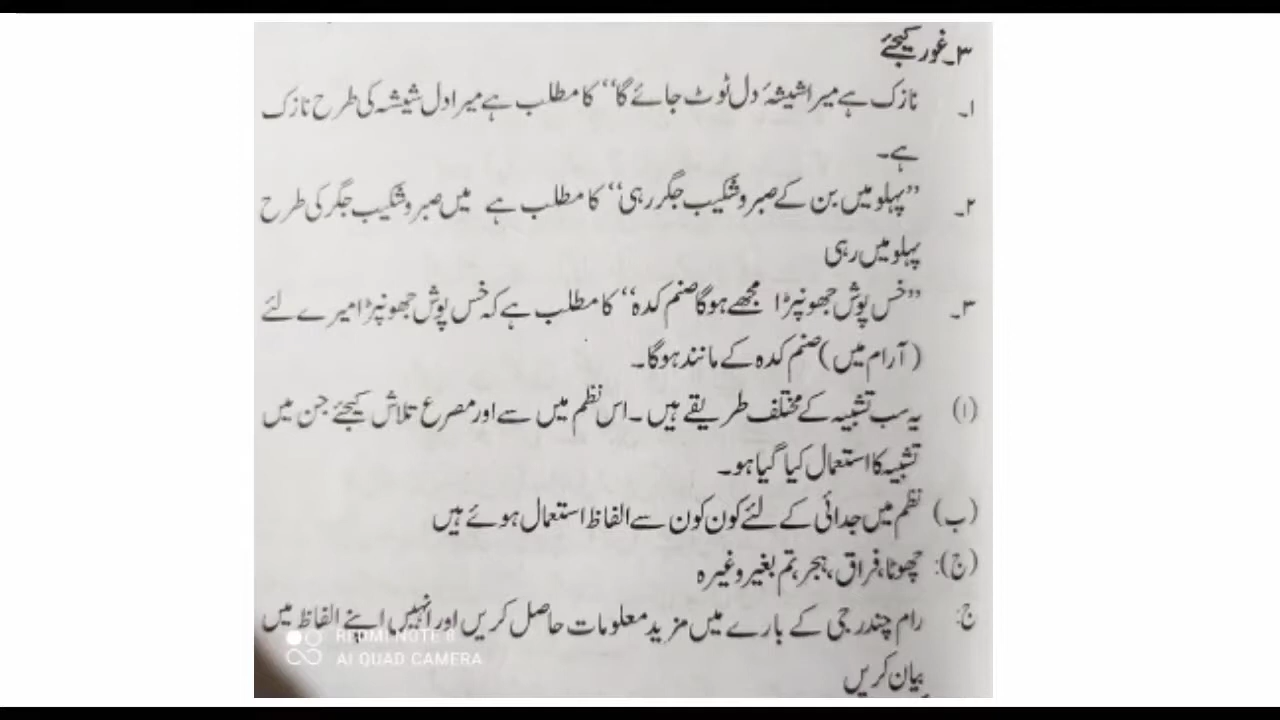 ۳۔ غور کیجئے
۱۔ نازک ہے میرا شیشۂ دل ٹوٹ جائے گا‘‘ کا مطلب ہے میرا دل شیشہ کی طرح نازک
ہے۔
۲۔ ’’پہلو میں بن کے صبر و شکیب جگر رہی‘‘ کا مطلب ہے میں صبر و شکیب جگر کی طرح
پہلو میں رہی
۳۔ ’’خس پوش جھونپڑا مجھے ہوگا صنم کدہ‘‘ کا مطلب ہے کہ خس پوش جھونپڑا میرے لئے
(آرام میں) صنم کدہ کے مانند ہوگا۔
(۱) یہ سب تشبیہ کے مختلف طریقے ہیں۔ اس نظم میں سے اور مصرع تلاش کیجئے جن میں
تشبیہ کا استعمال کیا گیا ہو۔
(ب) نظم میں جدائی کے لئے کون کون سے الفاظ استعمال ہوئے ہیں
(ج): چھوٹا، فراق، ہجر، تم بغیر وغیرہ
ج: رام چندر جی کے بارے میں مزید معلومات حاصل کریں اور انہیں اپنے الفاظ میں
بیان کریں
REDMI NOTE 8
AI QUAD CAMERA